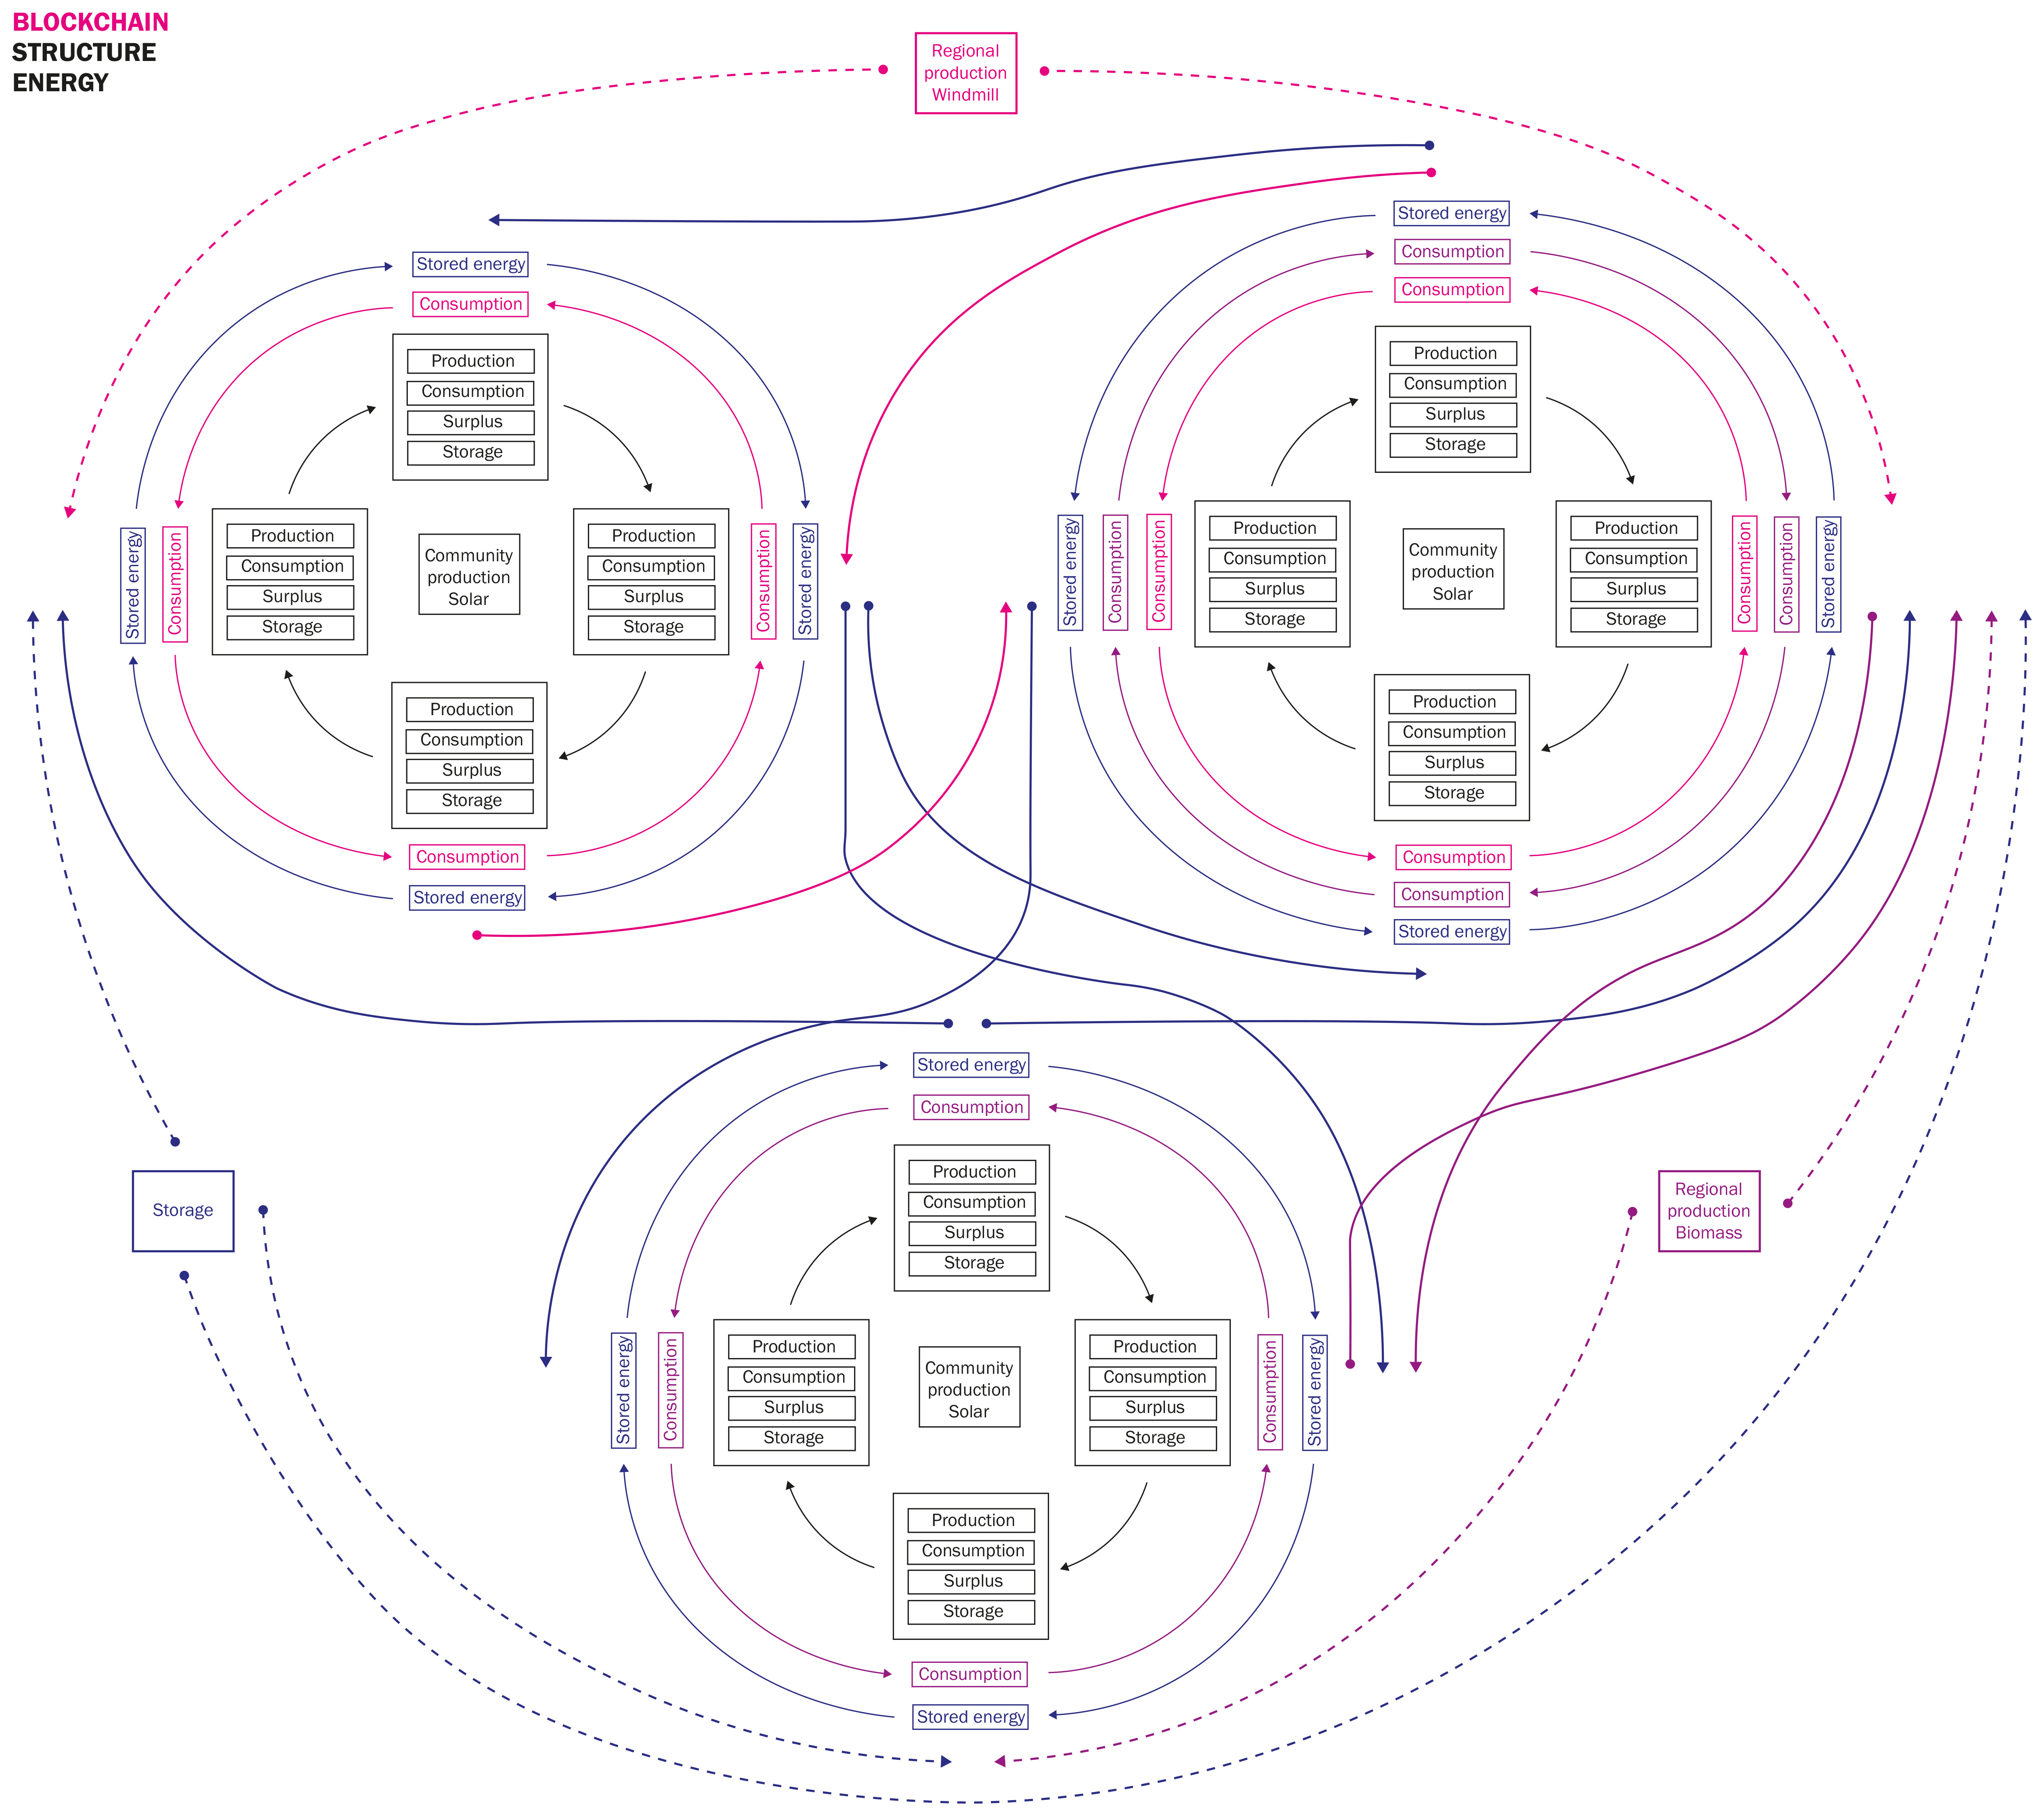 BLOCKCHAIN
STRUCTURE
ENERGY
Regional
production
Windmill
Stored energy
Consumption
Production
Consumption
Surplus
Storage
Stored energy
Consumption
Production
Consumption
Surplus
Storage
Community
production
Solar
Production
Consumption
Surplus
Storage
Consumption
Stored energy
Production
Consumption
Surplus
Storage
Consumption
Stored energy
Stored energy
Consumption
Consumption
Production
Consumption
Surplus
Storage
Stored energy
Consumption
Consumption
Production
Consumption
Surplus
Storage
Community
production
Solar
Production
Consumption
Surplus
Storage
Consumption
Consumption
Stored energy
Production
Consumption
Surplus
Storage
Consumption
Consumption
Stored energy
Storage
Stored energy
Consumption
Production
Consumption
Surplus
Storage
Stored energy
Consumption
Production
Consumption
Surplus
Storage
Community
production
Solar
Production
Consumption
Surplus
Storage
Consumption
Stored energy
Production
Consumption
Surplus
Storage
Consumption
Stored energy
Regional
production
Biomass